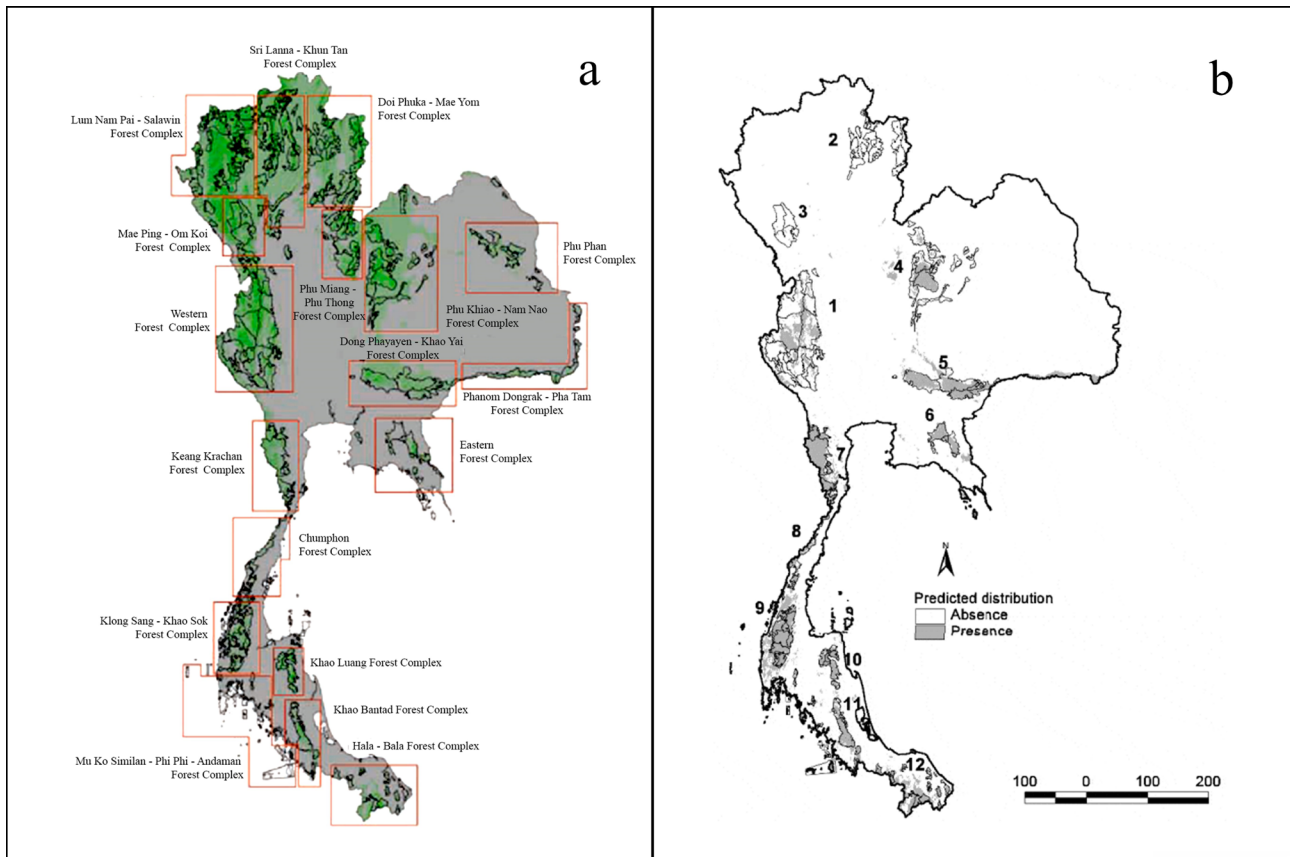 a
Sri Lanna - Khun Tan
Forest Complex
Doi Phuka - Mae Yom
Forest Complex
Lum Nam Pai - Salawin
Forest Complex
Mae Ping - Om Koi
Forest Complex
Phu Phan
Forest Complex
Phu Miang -
Phu Thong
Forest Complex
Western
Forest Complex
Phu Khiao - Nam Nao
Forest Complex
Dong Phayayen - Khao Yai
Forest Complex
Phanom Dongrak - Pha Tam
Forest Complex
Eastern
Forest Complex
Keang Krachan
Forest Complex
Chumphon
Forest Complex
Klong Sang - Khao Sok
Forest Complex
Khao Luang Forest Complex
Khao Bantad Forest Complex
Hala - Bala Forest Complex
Mu Ko Similan - Phi Phi - Andaman
Forest Complex
b
2
3
4
1
5
6
7
8
N
Predicted distribution
Absence
Presence
9
10
11
12
100 0 100 200